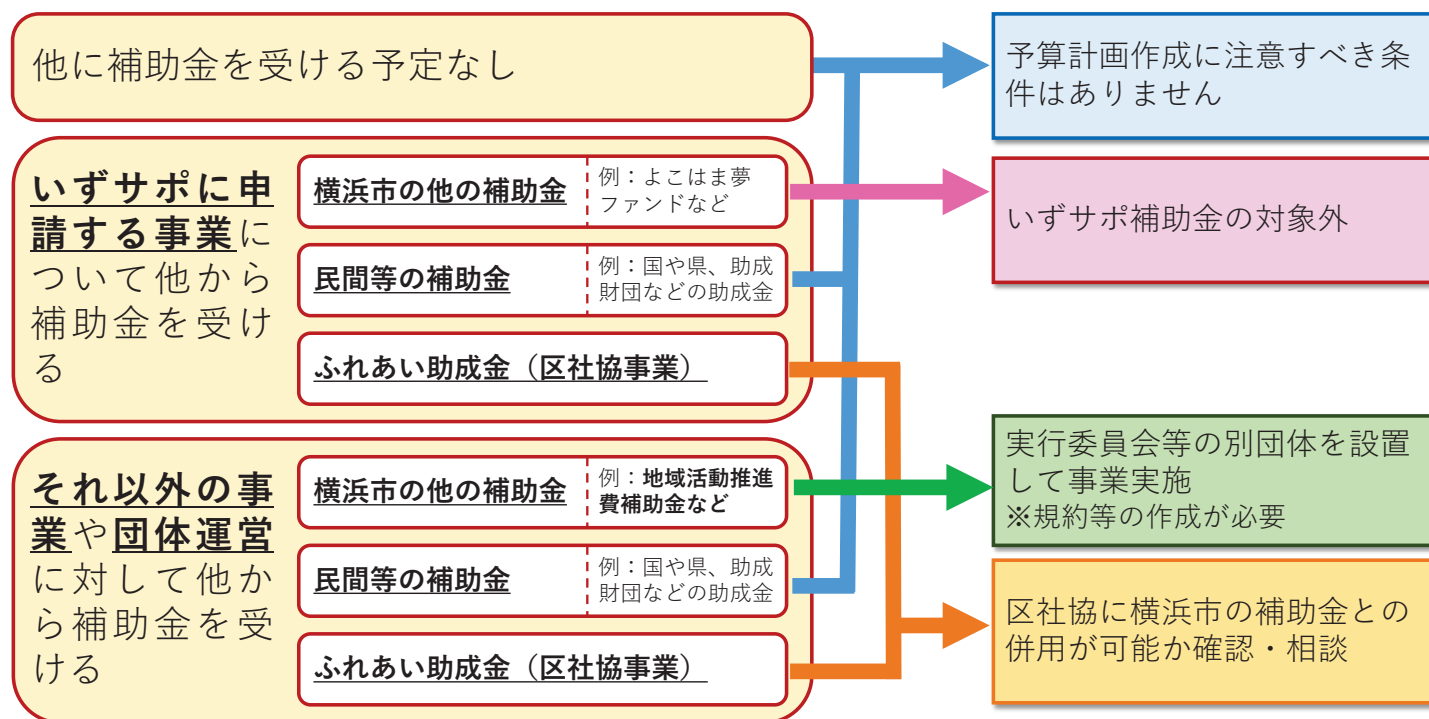 他に補助金を受ける予定なし
予算計画作成に注意すべき条
件はありません
いずサポに申
請する事業に
ついて他から
補助金を受け
る
横浜市の他の補助金
例：よこはま夢
ファンドなど
民間等の補助金
例：国や県、助成
財団などの助成金
ふれあい助成金（区社協事業）
いずサポ補助金の対象外
それ以外の事
業や団体運営
に対して他か
ら補助金を受
ける
横浜市の他の補助金
例：地域活動推進
費補助金など
民間等の補助金
例：国や県、助成
財団などの助成金
ふれあい助成金（区社協事業）
実行委員会等の別団体を設置
して事業実施
※規約等の作成が必要
区社協に横浜市の補助金との
併用が可能か確認・相談